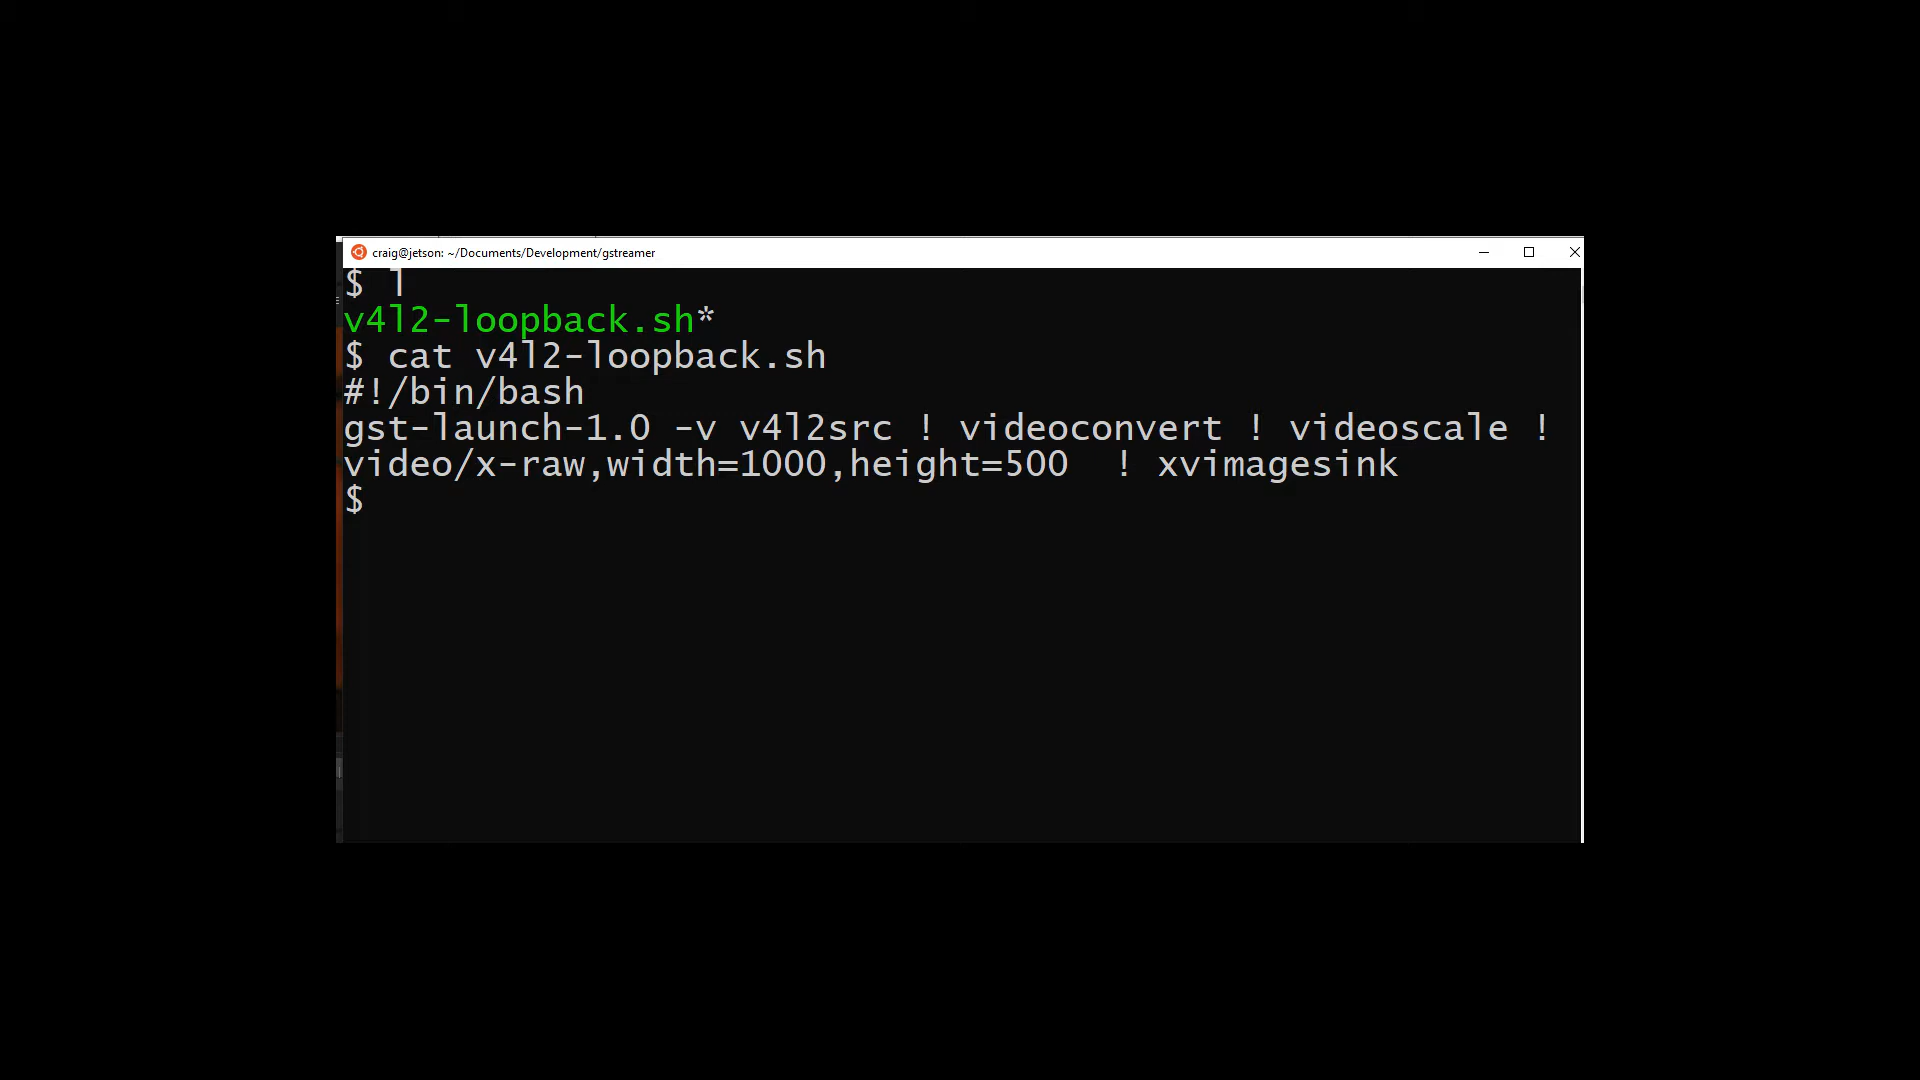 craig@jetson: ~/Documents/Development/gstreamer
$ l
v4l2-loopback.sh*
$ cat v4l2-loopback.sh
#!/bin/bash
gst-launch-1.0 -v v4l2src ! videoconvert ! videoscale !
video/x-raw,width=1000,height=500  ! xvimagesink
$